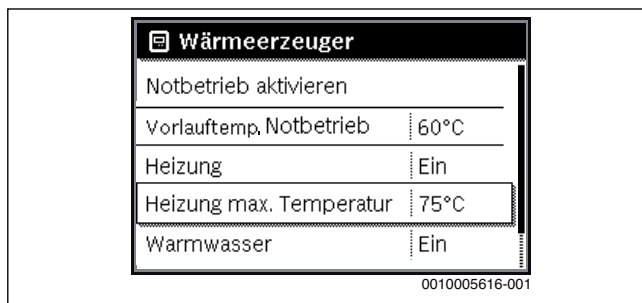 Wärmeerzeuger
Notbetrieb aktivieren
Vorlauftemp. Notbetrieb 60°C
Heizung Ein
Heizung max. Temperatur 75°C
Warmwasser Ein
0010005616-001